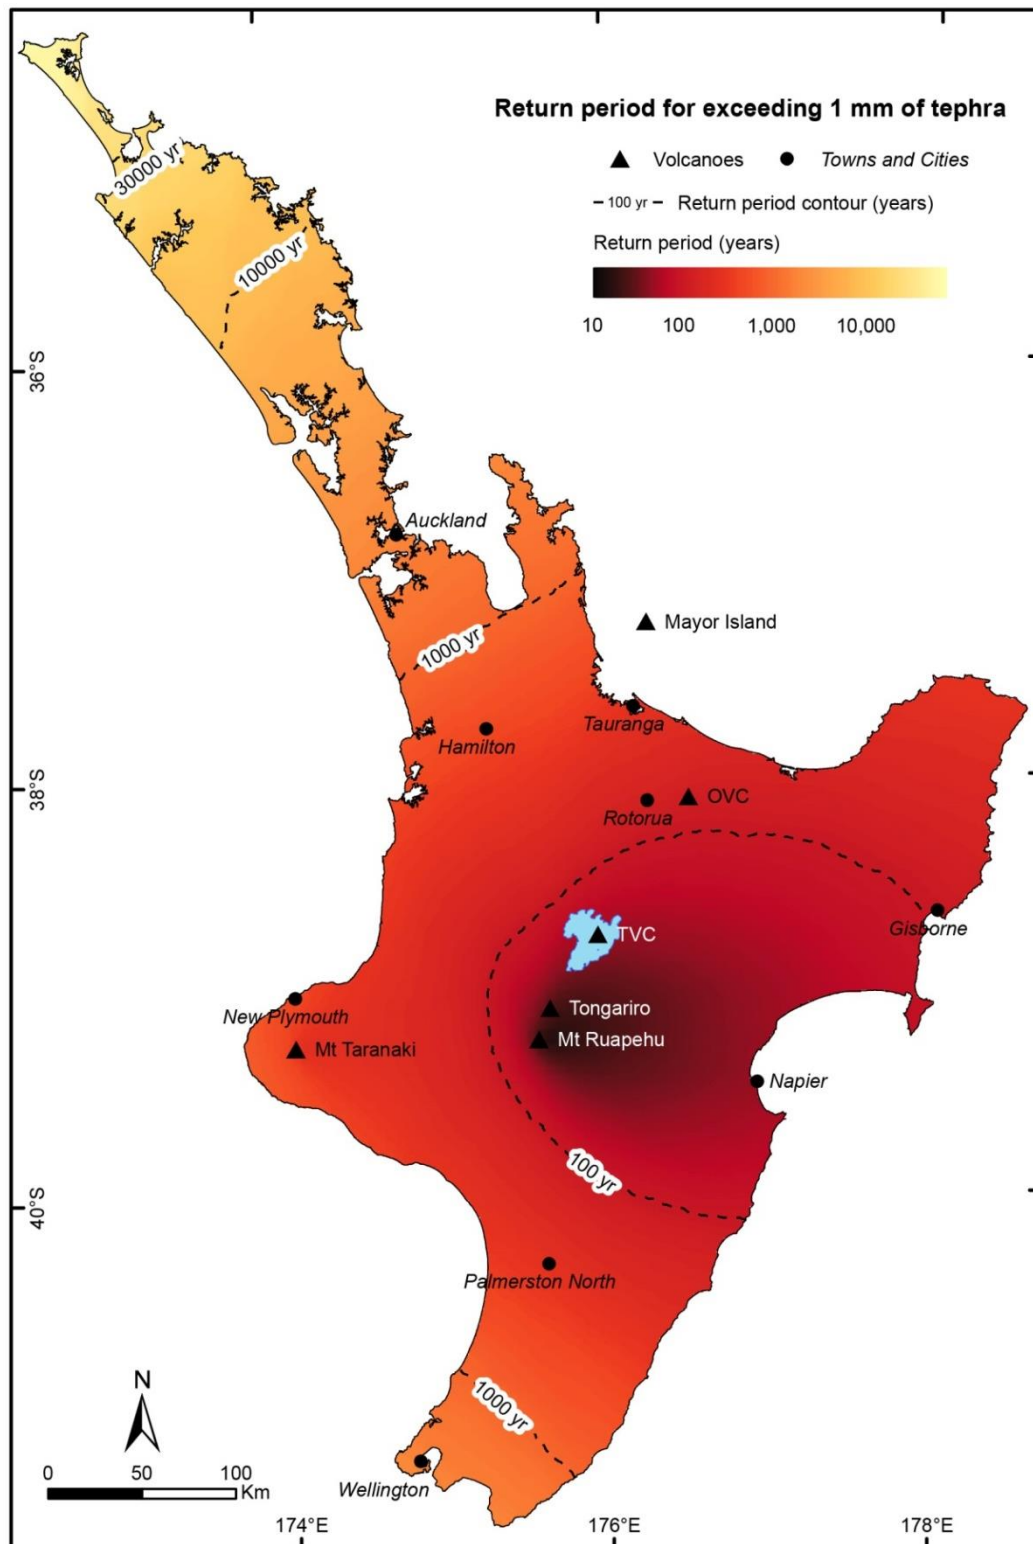 Return period for exceeding 1 mm of tephra
Volcanoes
Towns and Cities
100 yr
Return period contour (years)
Return period (years)
10
100
1,000
10,000
30000 yr
10000 yr
36°S
Auckland
Mayor Island
1000 yr
Tauranga
Hamilton
38°S
OVC
Rotorua
TVC
Gisborne
New Plymouth
Tongariro
Mt Ruapehu
Mt Taranaki
Napier
100 yr
40°S
Palmerston North
N
1000 yr
0
50
100
Km
Wellington
174°E
176°E
178°E